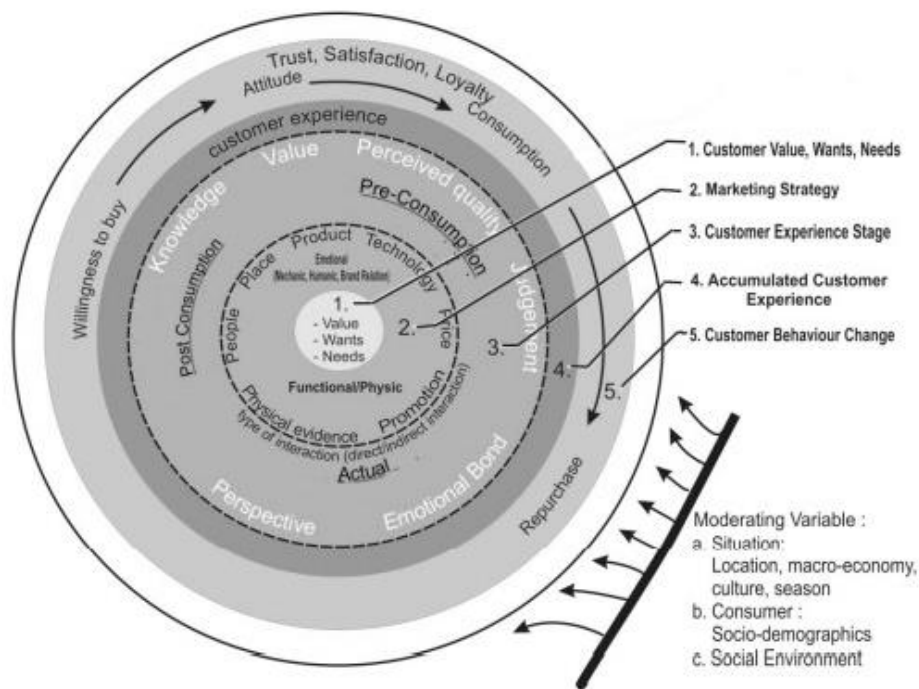 Trust, Satisfaction, Loyalty
Attitude
Consumption
Willingness to buy
Repurchase
customer experience
Knowledge
Value
Perceived quality
Judgement
Emotional Bond
Perspective
Pre-Consumption
Post Consumption
Actual
type of interaction (direct/indirect interaction)
People
Place
Product
Technology
Price
Promotion
Physical evidence
Emotional
(Mechanic, Humanic, Brand Relation)
1.
- Value
- Wants
- Needs
2.
3.
4.
5.
Functional/Physic
1. Customer Value, Wants, Needs
2. Marketing Strategy
3. Customer Experience Stage
4. Accumulated Customer
Experience
5. Customer Behaviour Change
Moderating Variable :
a. Situation:
Location, macro-economy,
culture, season
b. Consumer :
Socio-demographics
c. Social Environment